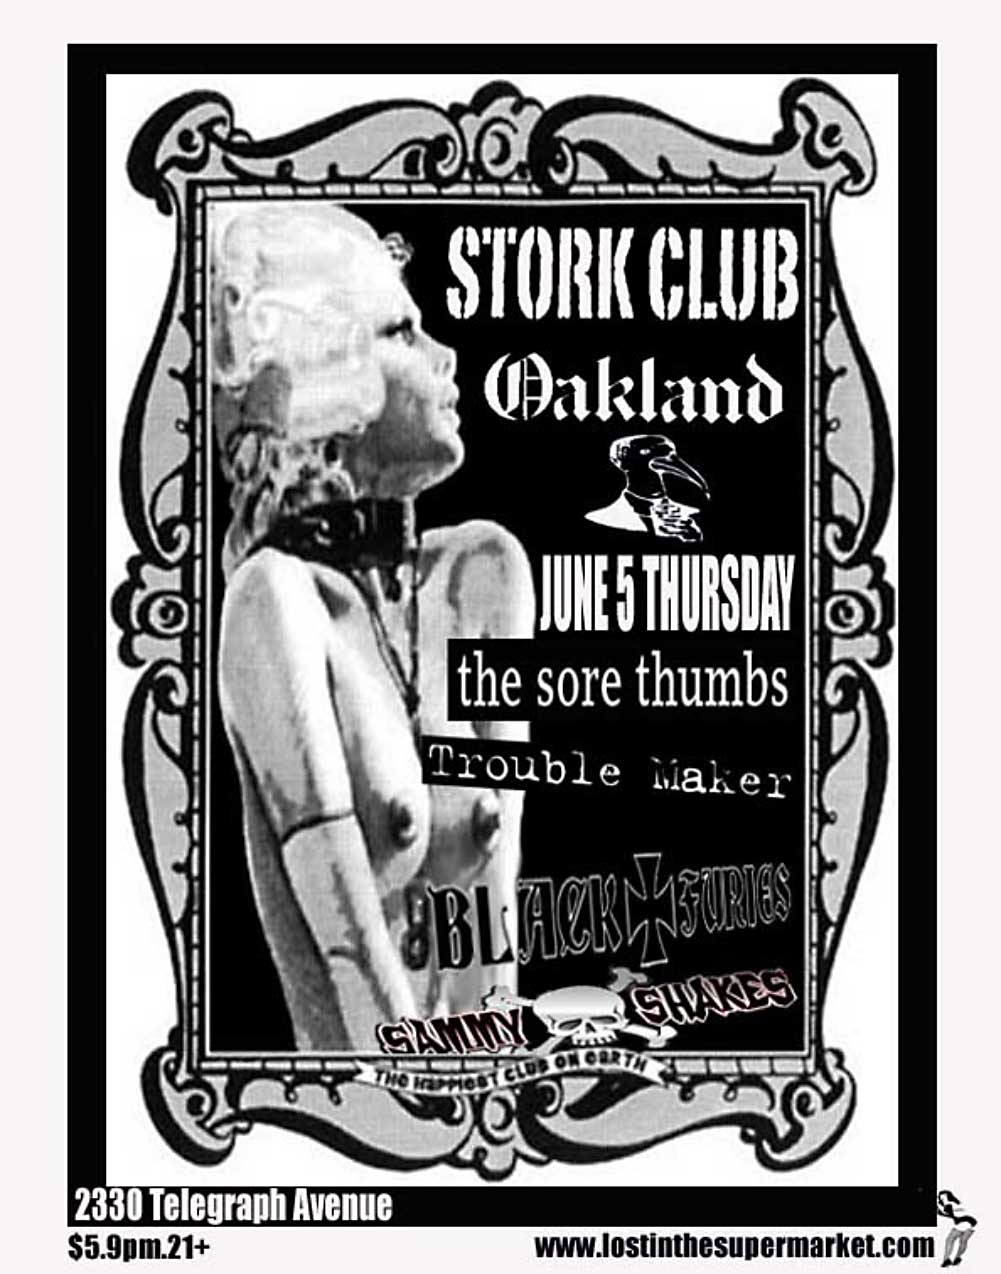 STORK CLUB
Oakland
JUNE 5 THURSDAY
the sore thumbs
Trouble Maker
BLACK FURIES
SAMMY SHAKES
THE HAPPIEST CLUB ON EARTH
2330 Telegraph Avenue
$5.9pm.21+
www.lostinthesupermarket.com